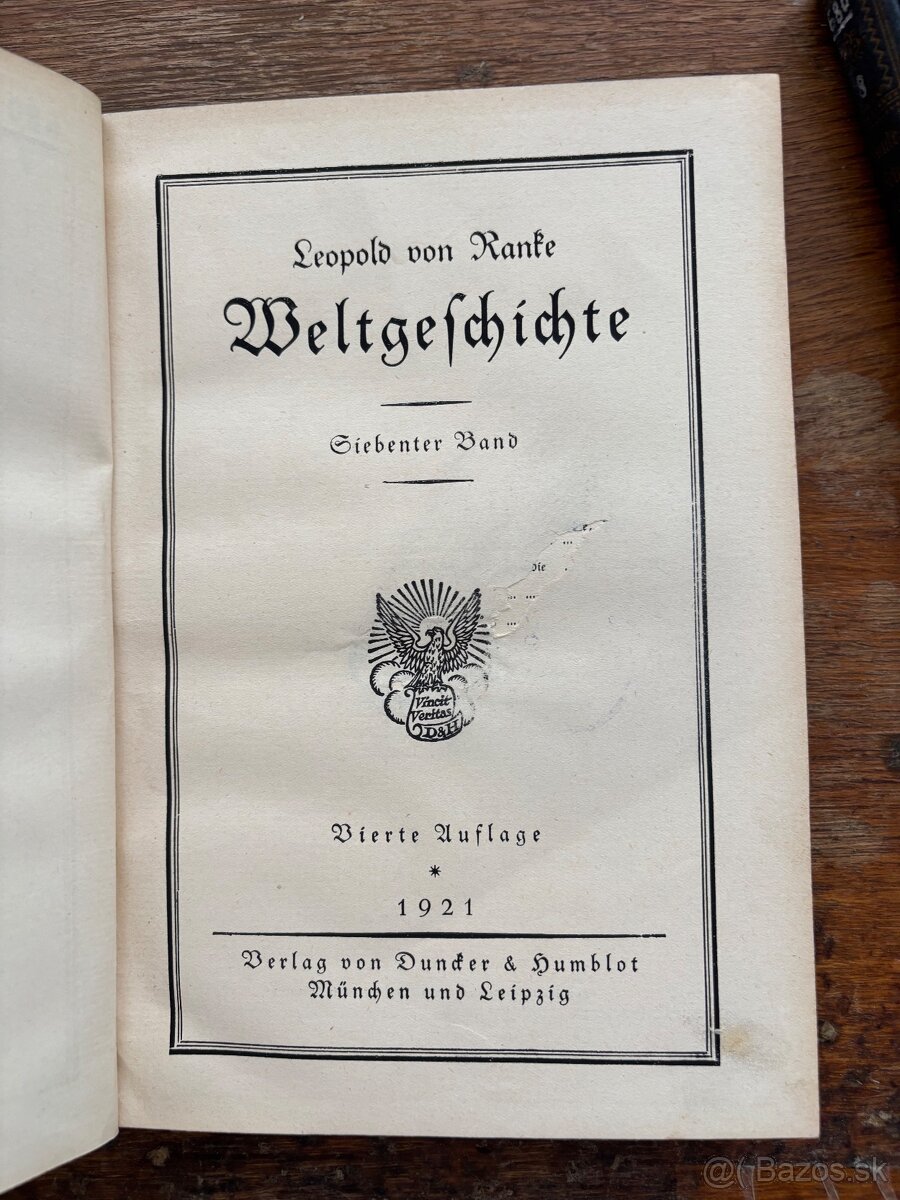 Leopold von Ranke
Weltgeſchichte
Siebenter Band
e.
...
die .
... ...
...
Vincit
Veritas
D&H
Vierte Auflage
*
1921
Verlag von Duncker & Humblot
München und Leipzig
@( Bazos.sk